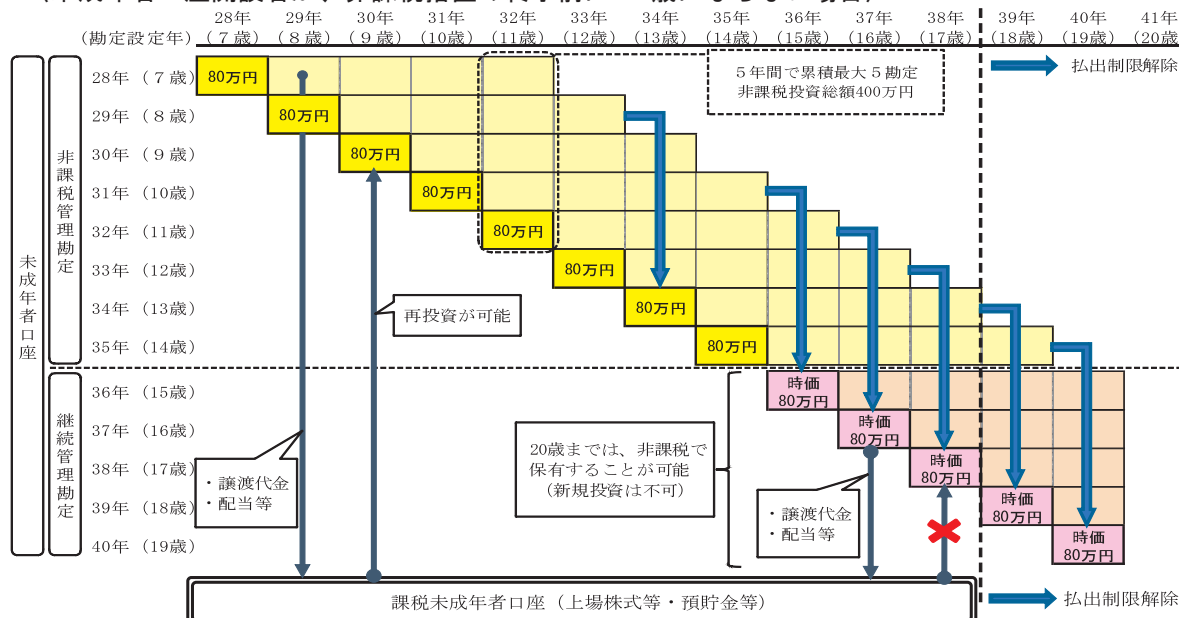 28年 29年 30年 31年 32年 33年 34年 35年 36年 37年 38年 39年 40年 41年
(勘定設定年) (7歳) (8歳) (9歳) (10歳) (11歳) (12歳) (13歳) (14歳) (15歳) (16歳) (17歳) (18歳) (19歳) (20歳)
未成年者口座
非課税管理勘定
28年 (7歳) 80万円
29年 (8歳) 80万円
30年 (9歳) 80万円
31年 (10歳) 80万円
32年 (11歳) 80万円
33年 (12歳) 80万円
34年 (13歳) 80万円
35年 (14歳) 80万円
5年間で累積最大5勘定
非課税投資総額400万円
払出制限解除
再投資が可能
継続管理勘定
36年 (15歳)
37年 (16歳)
38年 (17歳)
39年 (18歳)
40年 (19歳)
・譲渡代金
・配当等
20歳までは、非課税で
保有することが可能
(新規投資は不可)
・譲渡代金
・配当等
時価
80万円
時価
80万円
時価
80万円
時価
80万円
時価
80万円
課税未成年者口座(上場株式等・預貯金等)
払出制限解除